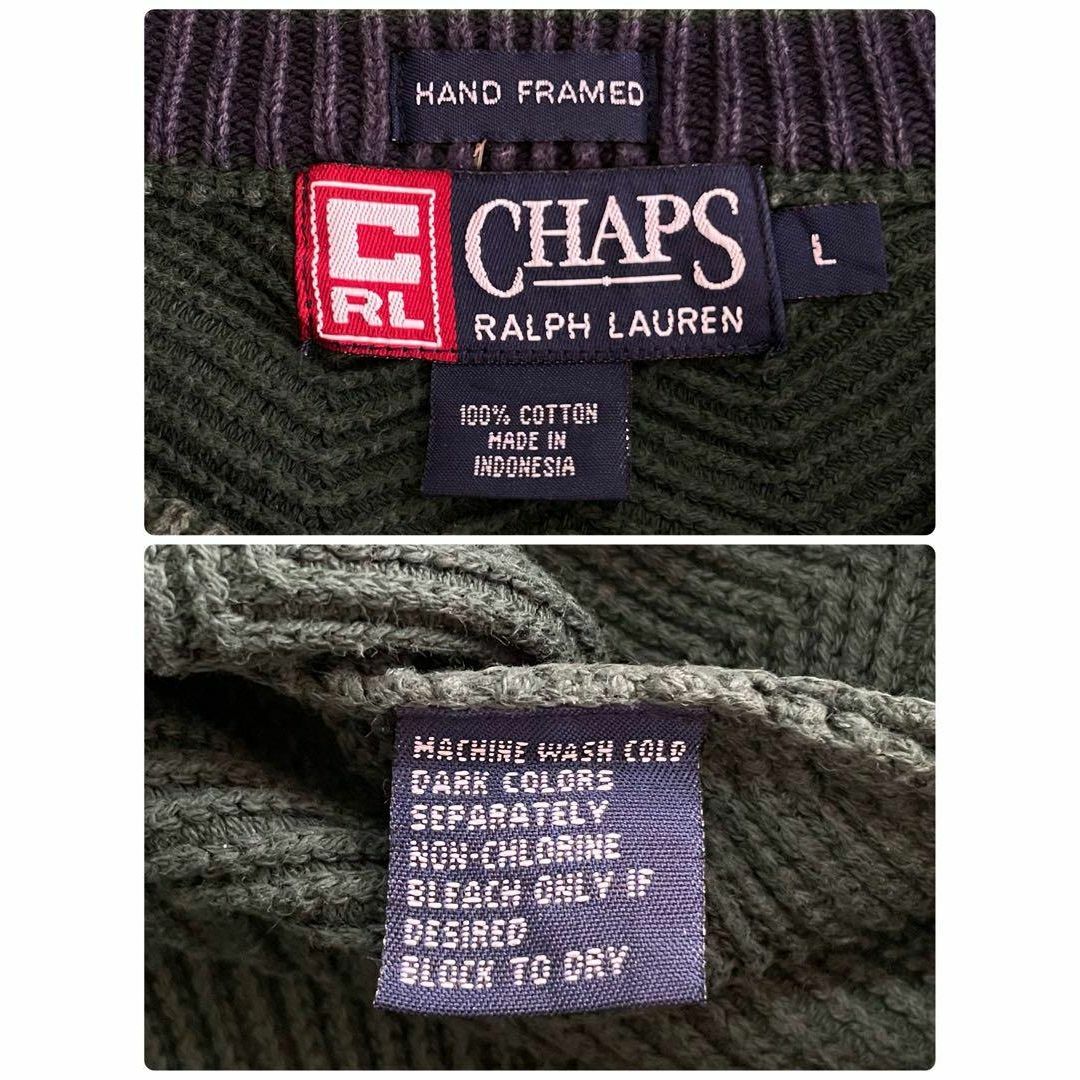 HAND FRAMED
C
RL
CHAPS
RALPH LAUREN
L
100% COTTON
MADE IN
INDONESIA
MACHINE WASH COLD
DARK COLORS
SEPARATELY
NON-CHLORINE
BLEACH ONLY IF
DESIRED
BLOCK TO DRY